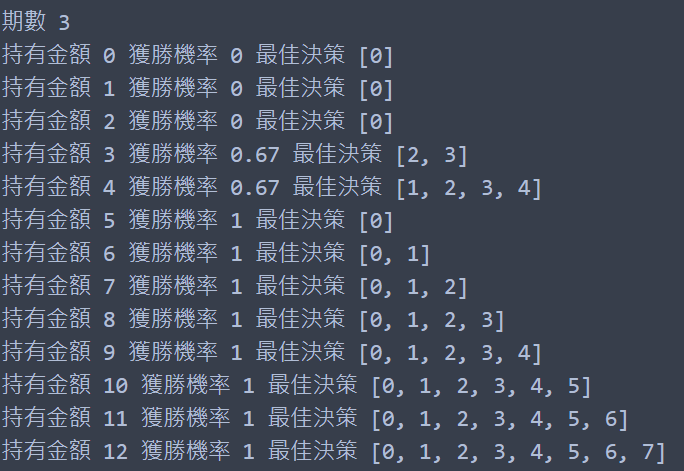 期數 3
持有金額 0 獲勝機率 0 最佳決策 [0]
持有金額 1 獲勝機率 0 最佳決策 [0]
持有金額 2 獲勝機率 0 最佳決策 [0]
持有金額 3 獲勝機率 0.67 最佳決策 [2, 3]
持有金額 4 獲勝機率 0.67 最佳決策 [1, 2, 3, 4]
持有金額 5 獲勝機率 1 最佳決策 [0]
持有金額 6 獲勝機率 1 最佳決策 [0, 1]
持有金額 7 獲勝機率 1 最佳決策 [0, 1, 2]
持有金額 8 獲勝機率 1 最佳決策 [0, 1, 2, 3]
持有金額 9 獲勝機率 1 最佳決策 [0, 1, 2, 3, 4]
持有金額 10 獲勝機率 1 最佳決策 [0, 1, 2, 3, 4, 5]
持有金額 11 獲勝機率 1 最佳決策 [0, 1, 2, 3, 4, 5, 6]
持有金額 12 獲勝機率 1 最佳決策 [0, 1, 2, 3, 4, 5, 6, 7]